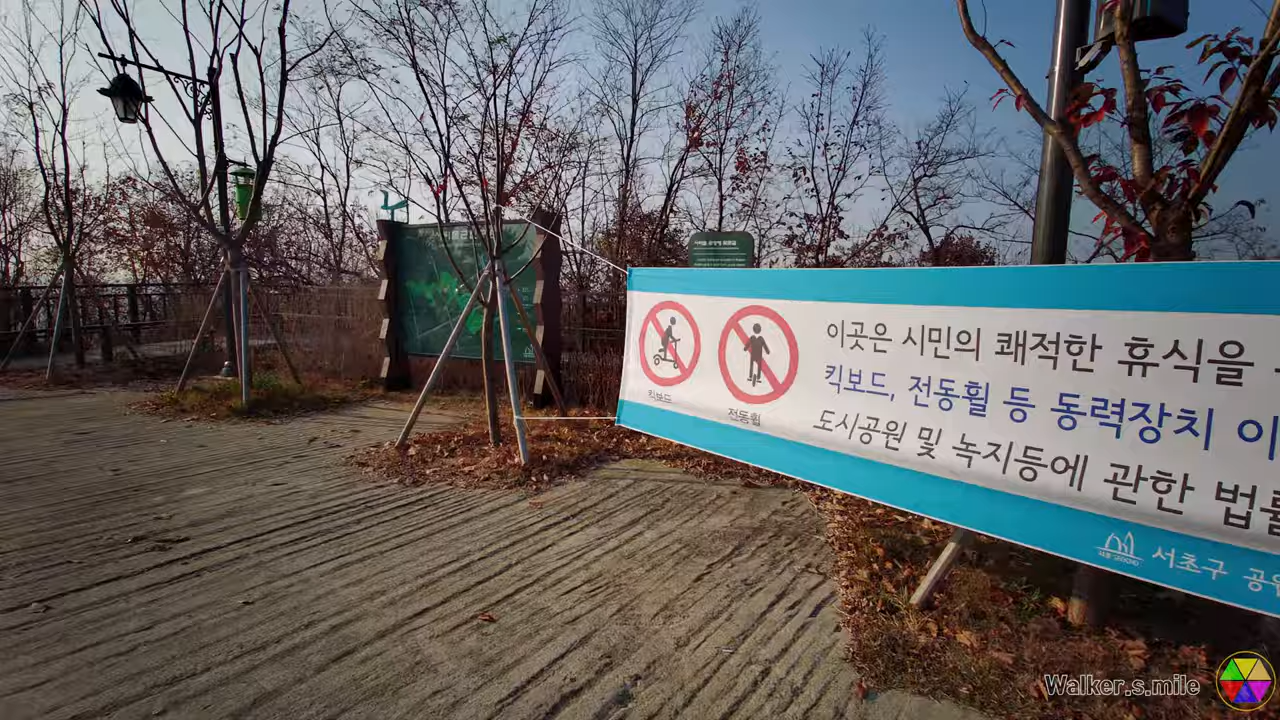 이곳은 시민의 쾌적한 휴식을
킥보드, 전동휠 등 동력장치 이
도시공원 및 녹지등에 관한 법률
킥보드
전동휠
서초구 공원
Walker.s.mile